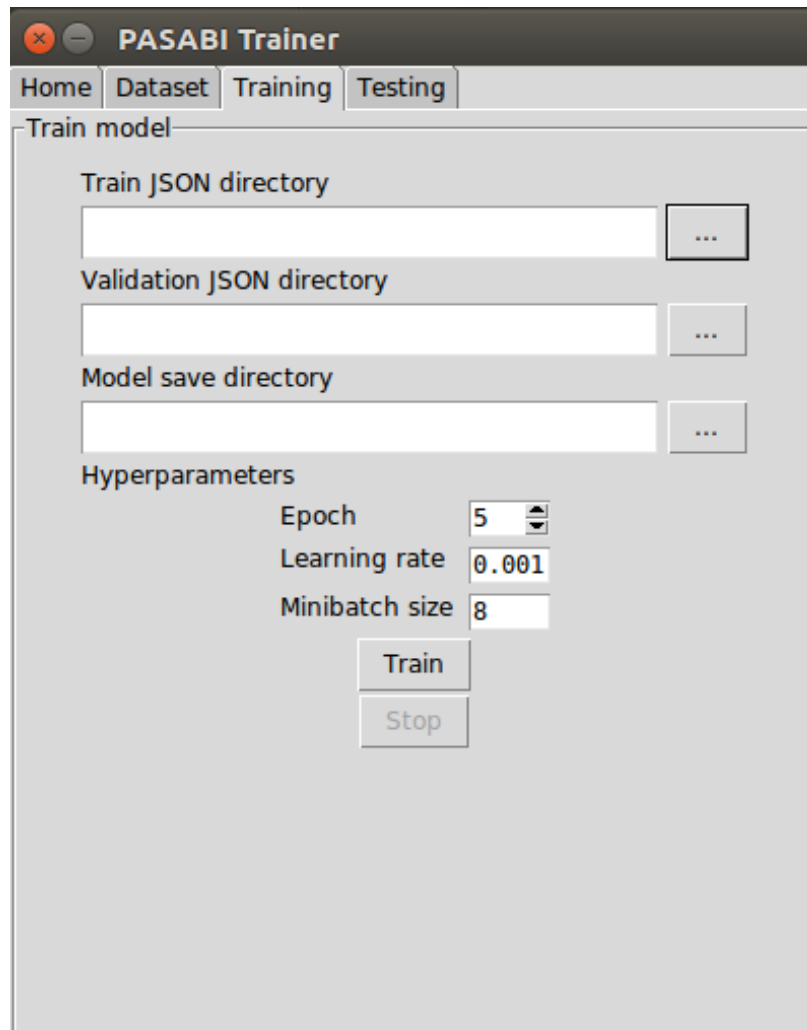 PASABI Trainer
Home Dataset Training Testing
Train model
Train JSON directory
...
Validation JSON directory
...
Model save directory
...
Hyperparameters
Epoch 5
Learning rate 0.001
Minibatch size 8
Train
Stop